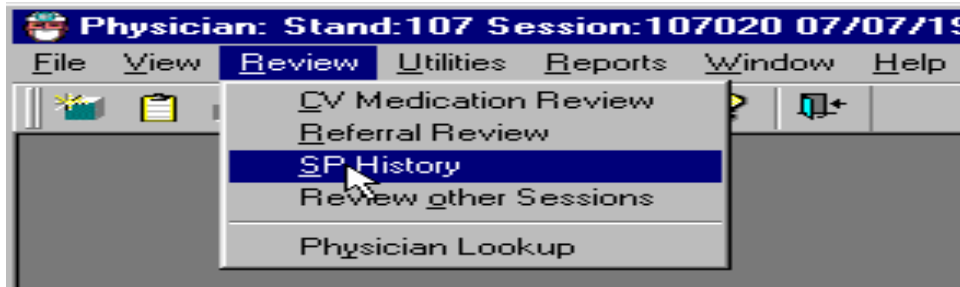 Physician: Stand:107 Session:107020 07/07/19
File View Review Utilities Reports Window Help
CV Medication Review
Referral Review
SP History
Review other Sessions
Physician Lookup